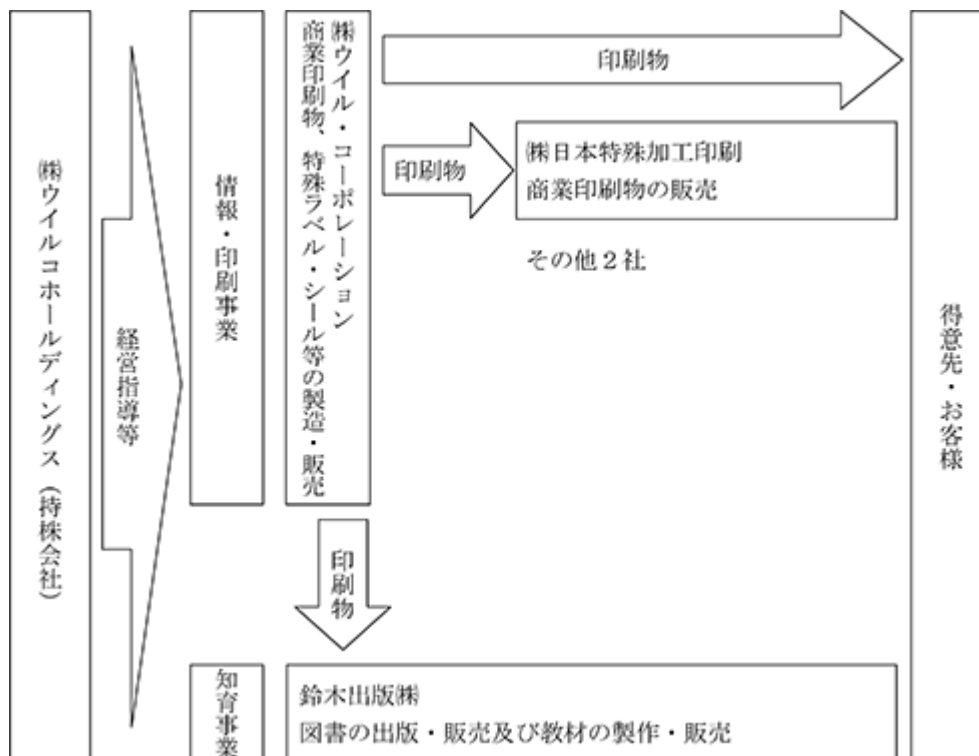 ㈱ウイルコホールディングス（持株会社）
経営指導等
情報・印刷事業
㈱ウイル・コーポレーション
商業印刷物、特殊ラベル・シール等の製造・販売
印刷物
印刷物
㈱日本特殊加工印刷
商業印刷物の販売
その他２社
印刷物
知育事業
鈴木出版㈱
図書の出版・販売及び教材の製作・販売
得意先・お客様